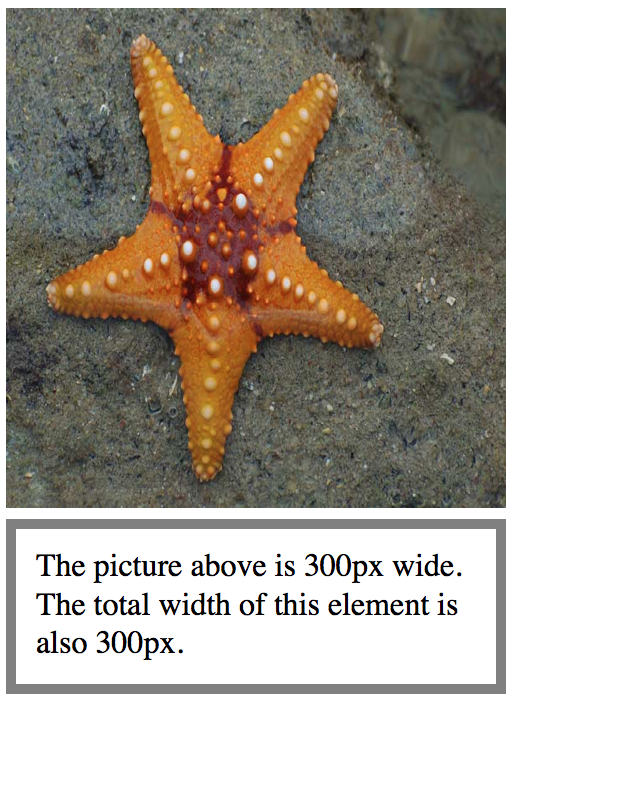 The picture above is 300px wide.
The total width of this element is
also 300px.